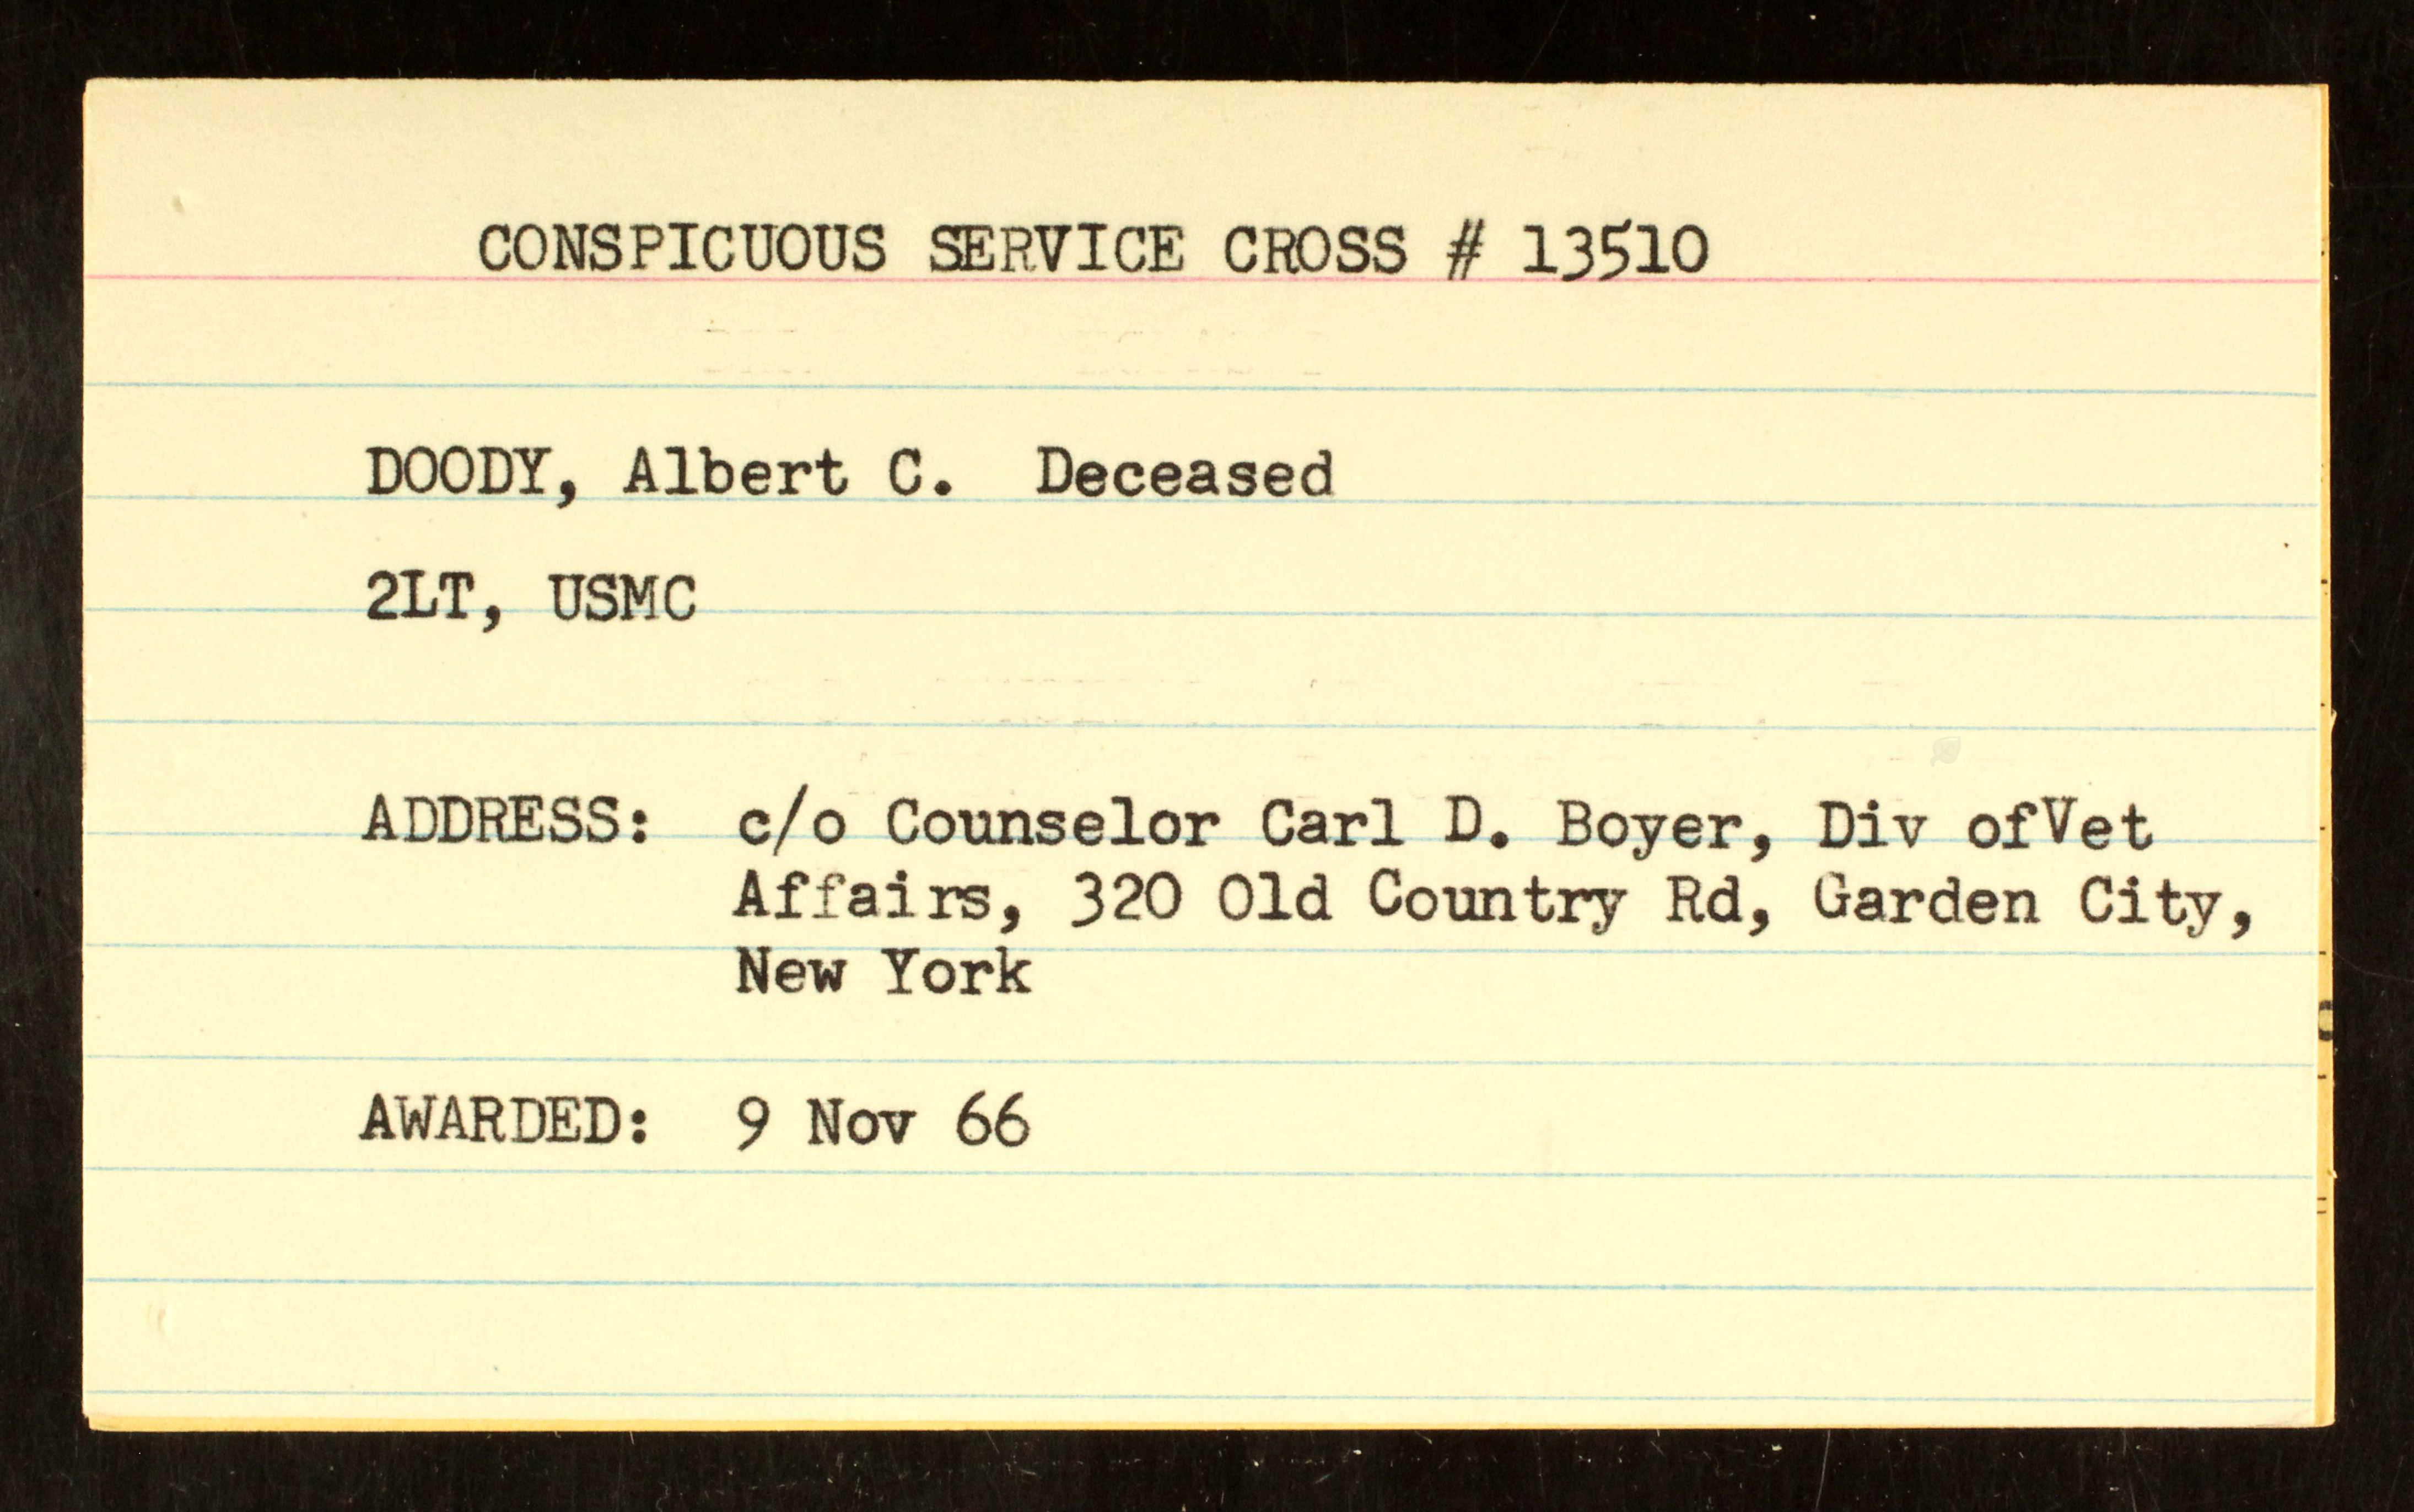 CONSPICUOUS SERVICE CROSS # 13510
DOODY, Albert C. Deceased
2LT, USMC
ADDRESS: c/o Counselor Carl D. Boyer, Div ofVet
Affairs, 320 Old Country Rd, Garden City,
New York
AWARDED: 9 Nov 66